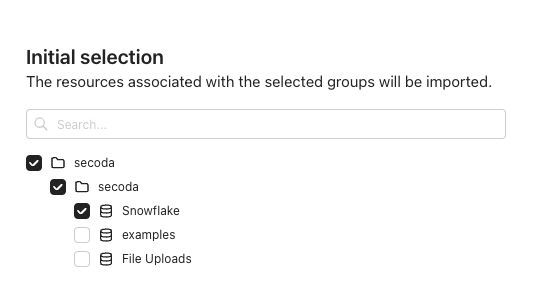 Initial selection
The resources associated with the selected groups will be imported.
Search...
secoda
secoda
Snowflake
examples
File Uploads